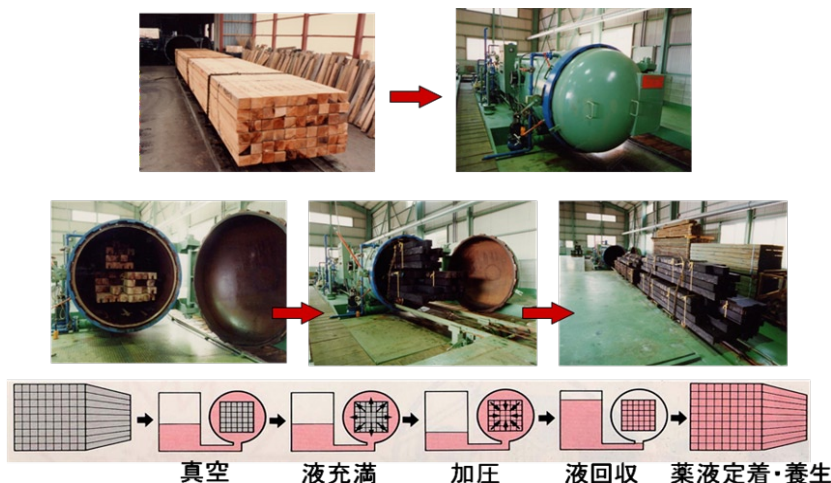 真空
液充満
加圧
液回収
薬液定着・養生